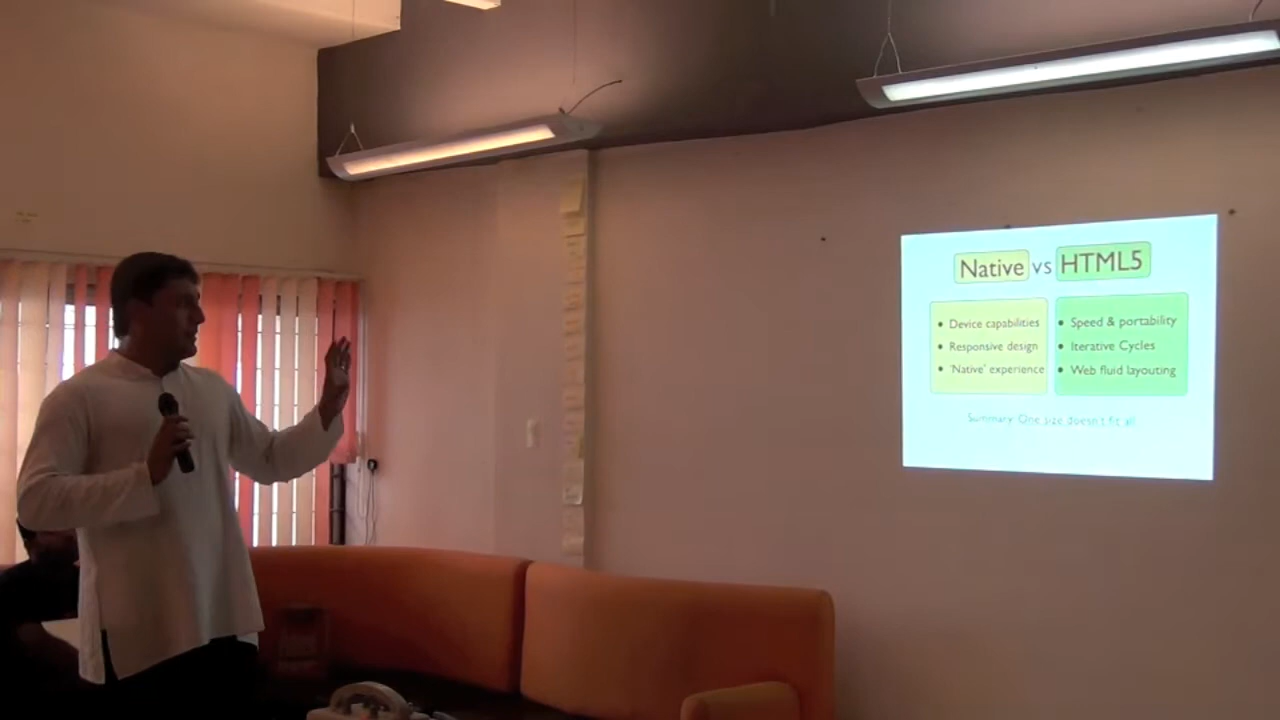 Native vs HTML5
• Device capabilities
• Responsive design
• 'Native' experience
• Speed & portability
• Iterative Cycles
• Web fluid layouting
Summary: One size doesn't fit all